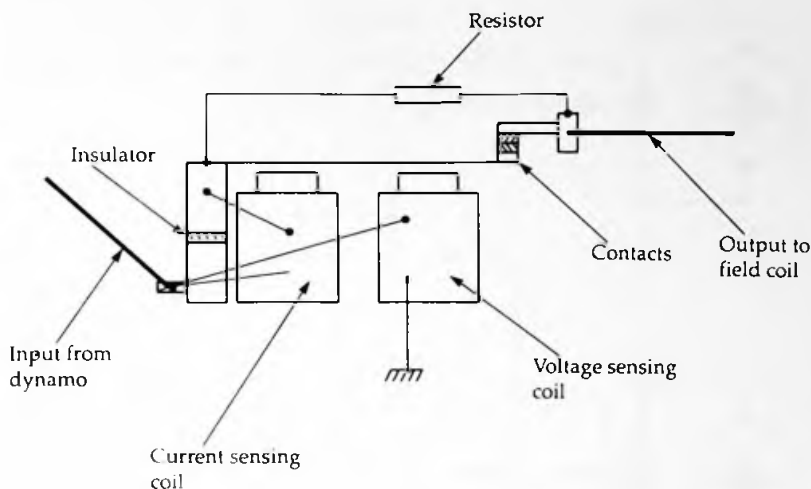 Resistor
Insulator
Contacts
Output to
field coil
Input from
dynamo
Voltage sensing
coil
Current sensing
coil